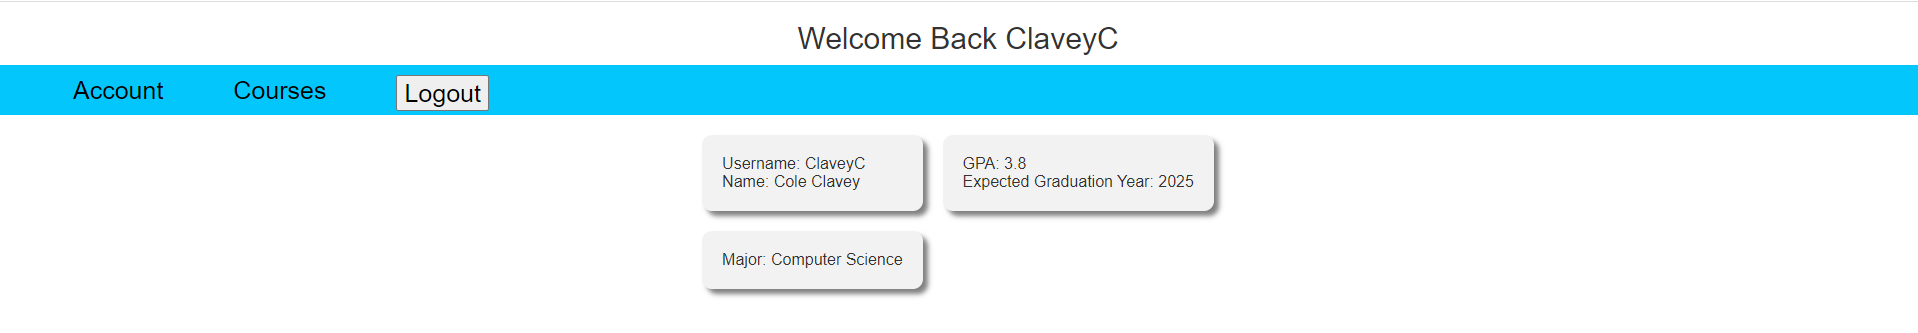 Welcome Back ClaveyC
Account Courses Logout
Username: ClaveyC
Name: Cole Clavey
GPA: 3.8
Expected Graduation Year: 2025
Major: Computer Science